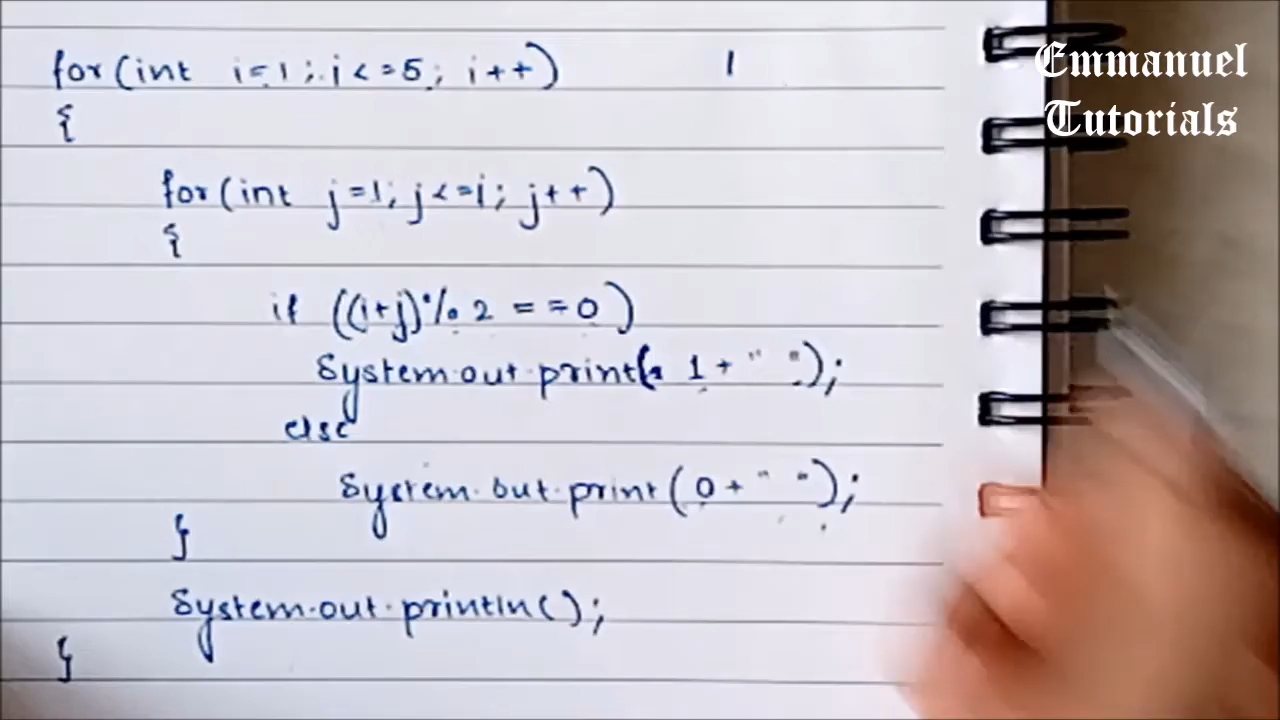 for(int i=1; i<=5; i++) 1
{
for(int j=1; j<=i; j++)
{
if ((i+j)%2 ==0)
System.out.print(1+" ");
else
System.out.print(0+" ");
}
System.out.println();
}
Emmanuel
Tutorials